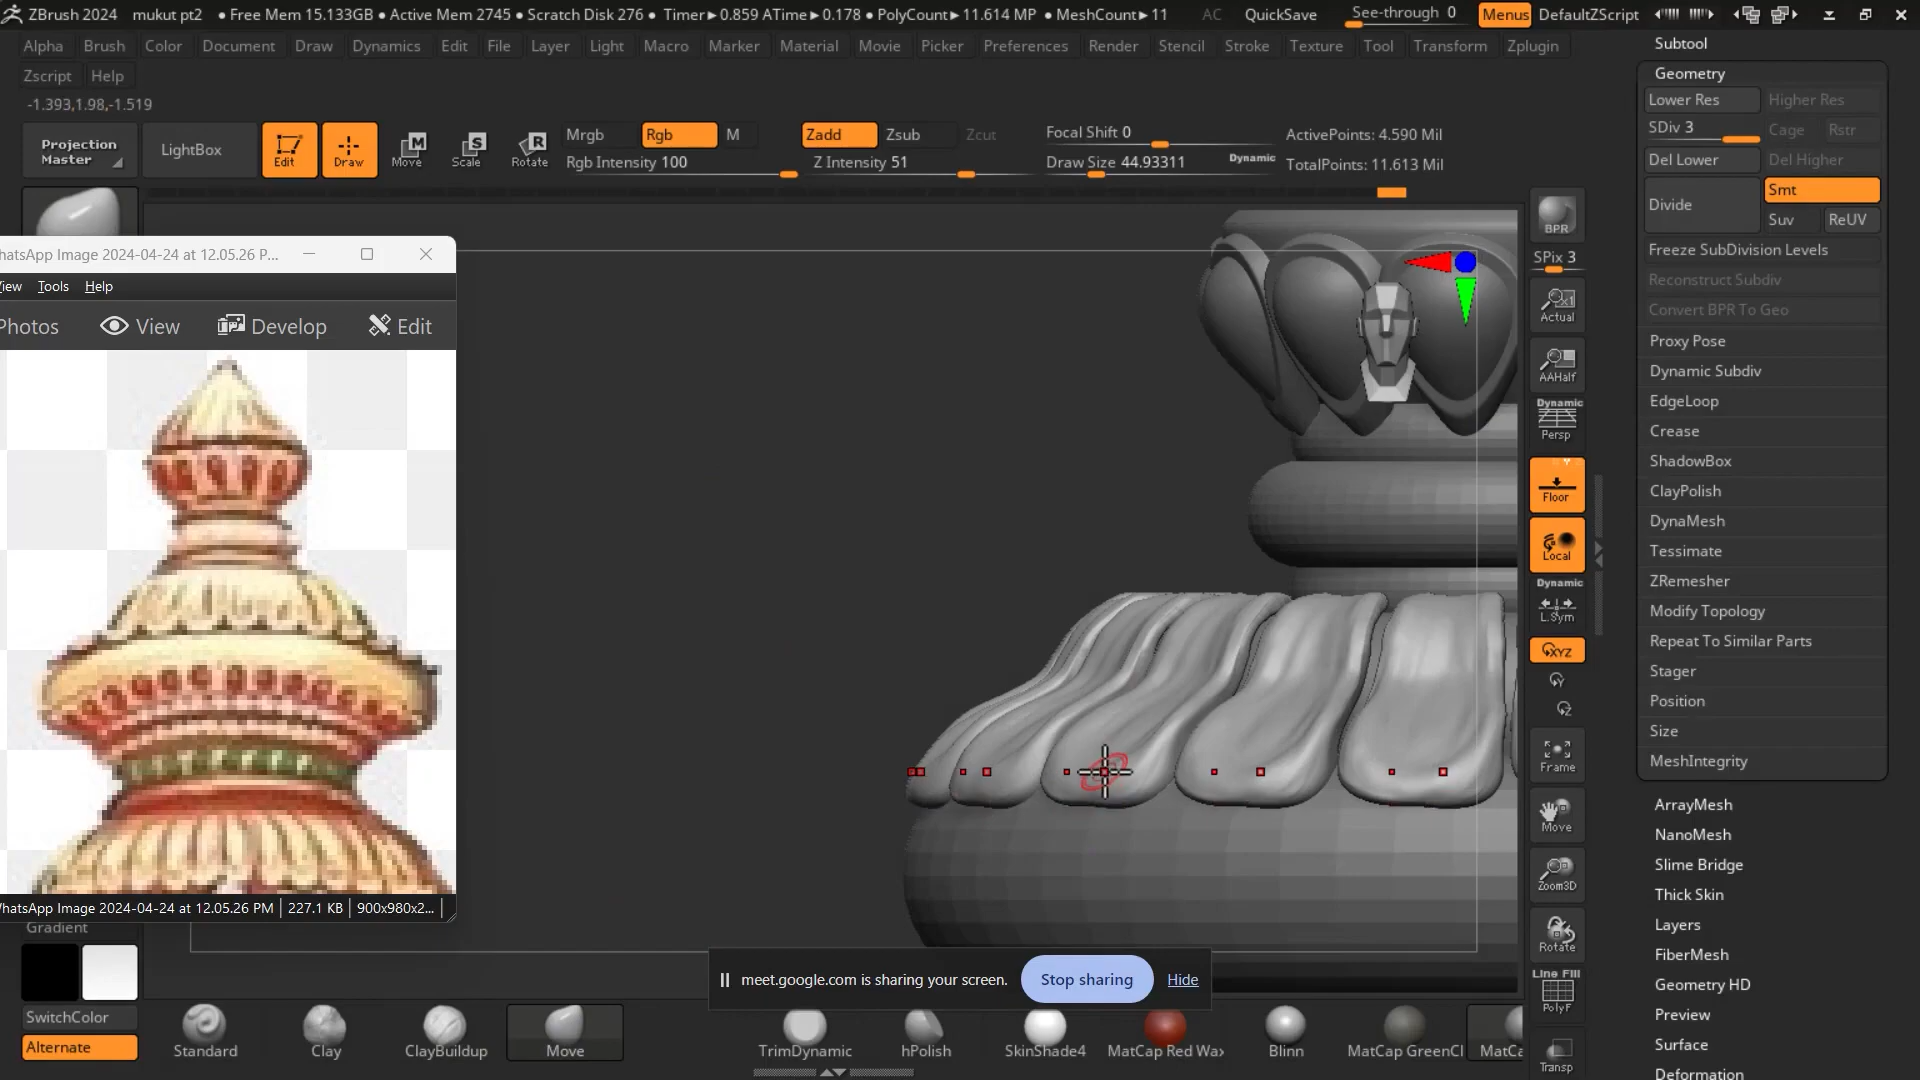 ZBrush 2024 mukut pt2 ● Free Mem 15.133GB ● Active Mem 2745 ● Scratch Disk 276 ● Timer►0.859 ATime►0.178 ● PolyCount►11.614 MP ● MeshCount►11 AC QuickSave See-through 0 Menus DefaultZScript
Alpha Brush Color Document Draw Dynamics Edit File Layer Light Macro Marker Material Movie Picker Preferences Render Stencil Stroke Texture Tool Transform Zplugin
Zscript Help
-1.393,1.98,-1.519
Projection Master
LightBox
Edit
Draw
Move
Scale
Rotate
Mrgb Rgb M
Rgb Intensity 100
Zadd Zsub Zcut
Z Intensity 51
Focal Shift 0
Draw Size 44.93311 Dynamic
ActivePoints: 4.590 Mil
TotalPoints: 11.613 Mil
hatsApp Image 2024-04-24 at 12.05.26 P...
iew Tools Help
Photos View Develop Edit
hatsApp Image 2024-04-24 at 12.05.26 PM 227.1 KB 900x980x2...
Gradient
SwitchColor
Alternate
meet.google.com is sharing your screen. Stop sharing Hide
Standard Clay ClayBuildup Move TrimDynamic hPolish SkinShade4 MatCap Red Wax Blinn MatCap GreenCl MatCa
BPR
SPix 3
Actual
AAHalf
Dynamic
Persp
Floor
Local
Dynamic
L.Sym
XYZ
Y
Z
Frame
Move
Zoom3D
Rotate
Line Fill
PolyF
Transp
Subtool
Geometry
Lower Res Higher Res
SDiv 3 Cage Rstr
Del Lower Del Higher
Divide Smt
Suv ReUV
Freeze SubDivision Levels
Reconstruct Subdiv
Convert BPR To Geo
Proxy Pose
Dynamic Subdiv
EdgeLoop
Crease
ShadowBox
ClayPolish
DynaMesh
Tessimate
ZRemesher
Modify Topology
Repeat To Similar Parts
Stager
Position
Size
MeshIntegrity
ArrayMesh
NanoMesh
Slime Bridge
Thick Skin
Layers
FiberMesh
Geometry HD
Preview
Surface
Deformation